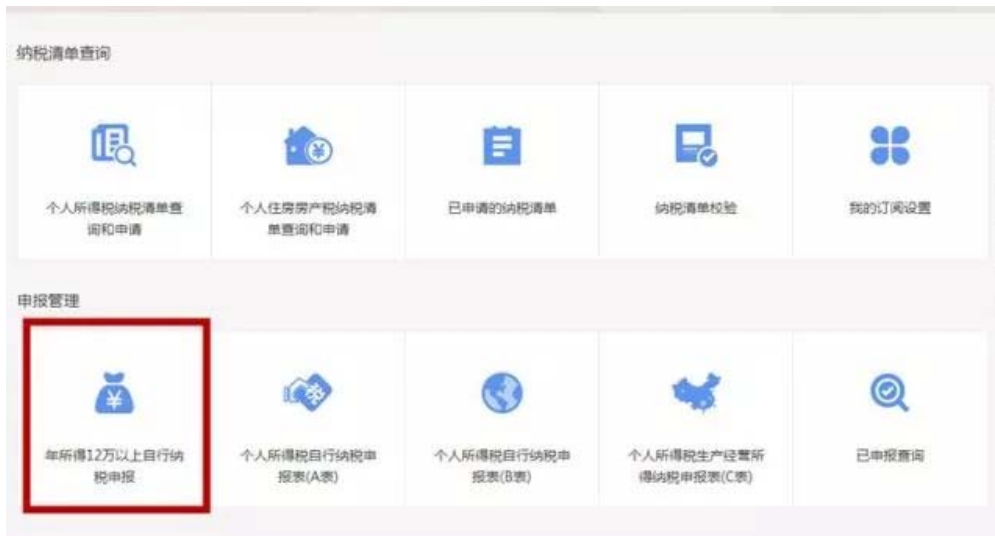 纳税清单查询
个人所得税纳税清单查
询和申请
个人住房房产税纳税清
单查询和申请
已申请的纳税清单
纳税清单校验
我的订阅设置
申报管理
年所得12万以上自行纳
税申报
个人所得税自行纳税申
报表(A表)
个人所得税自行纳税申
报表(B表)
个人所得税生产经营所
得纳税申报表(C表)
已申报查询